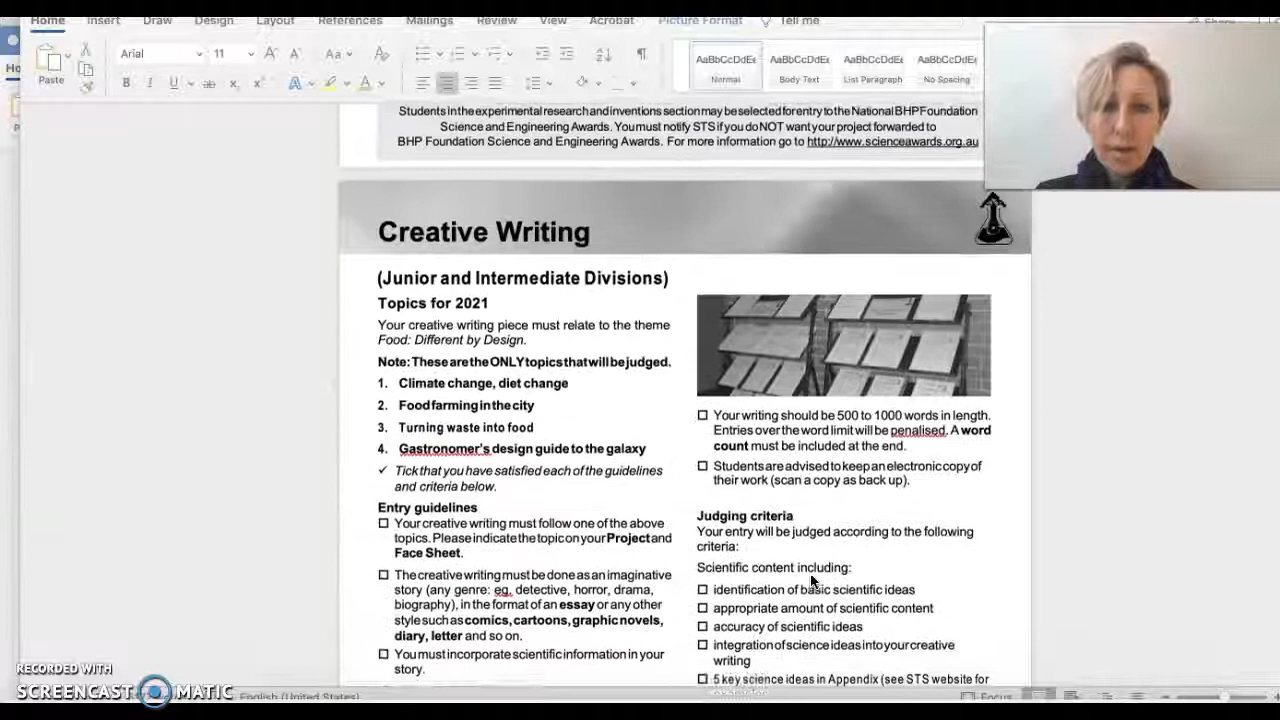 Home Insert Draw Design Layout References Mailings Review View Acrobat Picture Format Tell me Share
Arial 11 Aa
AaBbCcDdEe AaBbCcDdEe AaBbCcDdEe AaBbCcDdEe
Paste
Normal Body Text List Paragraph No Spacing
Students in the experimental research and inventions section may be selected for entry to the National BHP Foundation
Science and Engineering Awards. You must notify STS if you do NOT want your project forwarded to
BHP Foundation Science and Engineering Awards. For more information go to http://www.scienceawards.org.au
Creative Writing
(Junior and Intermediate Divisions)
Topics for 2021
Your creative writing piece must relate to the theme
Food: Different by Design.
Note: These are the ONLY topics that will be judged.
1. Climate change, diet change
2. Food farming in the city
3. Turning waste into food
4. Gastronomer's design guide to the galaxy
✓ Tick that you have satisfied each of the guidelines
and criteria below.
Entry guidelines
☐ Your creative writing must follow one of the above
topics. Please indicate the topic on your Project and
Face Sheet.
☐ The creative writing must be done as an imaginative
story (any genre: eg, detective, horror, drama,
biography), in the format of an essay or any other
style such as comics, cartoons, graphic novels,
diary, letter and so on.
☐ You must incorporate scientific information in your
story.
☐ Your writing should be 500 to 1000 words in length.
Entries over the word limit will be penalised. A word
count must be included at the end.
☐ Students are advised to keep an electronic copy of
their work (scan a copy as back up).
Judging criteria
Your entry will be judged according to the following
criteria:
Scientific content including:
☐ identification of basic scientific ideas
☐ appropriate amount of scientific content
☐ accuracy of scientific ideas
☐ integration of science ideas into your creative
writing
☐ 5 key science ideas in Appendix (see STS website for
RECORDED WITH
SCREENCAST MATIC
English (United States)
Focus